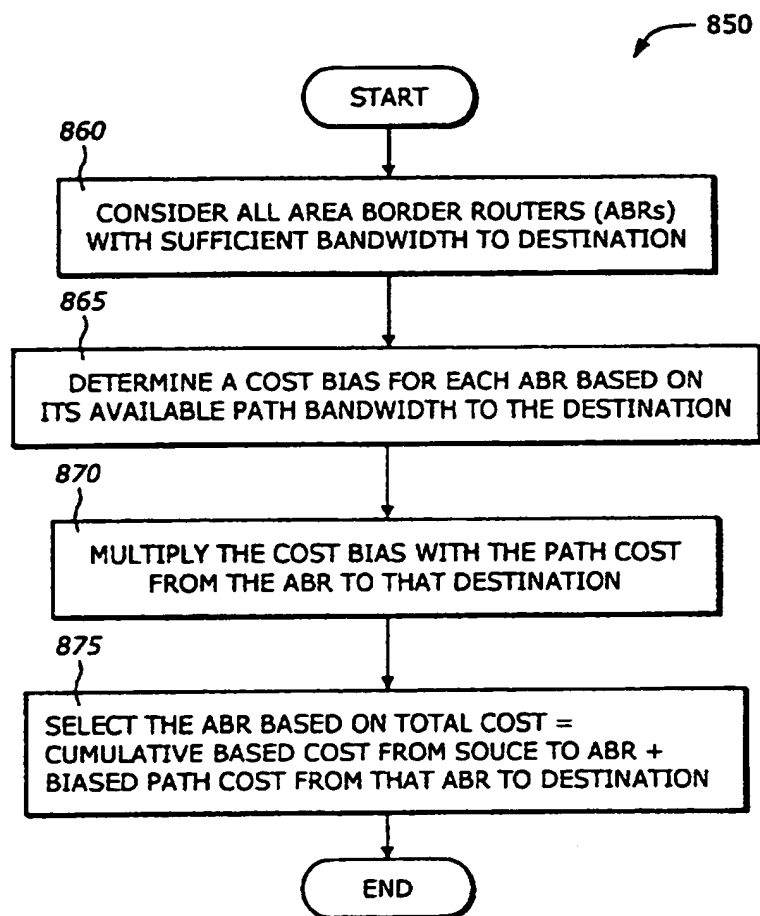 850
START
860
CONSIDER ALL AREA BORDER ROUTERS (ABRs)
WITH SUFFICIENT BANDWIDTH TO DESTINATION
865
DETERMINE A COST BIAS FOR EACH ABR BASED ON
ITS AVAILABLE PATH BANDWIDTH TO THE DESTINATION
870
MULTIPLY THE COST BIAS WITH THE PATH COST
FROM THE ABR TO THAT DESTINATION
875
SELECT THE ABR BASED ON TOTAL COST =
CUMULATIVE BASED COST FROM SOUCE TO ABR +
BIASED PATH COST FROM THAT ABR TO DESTINATION
END